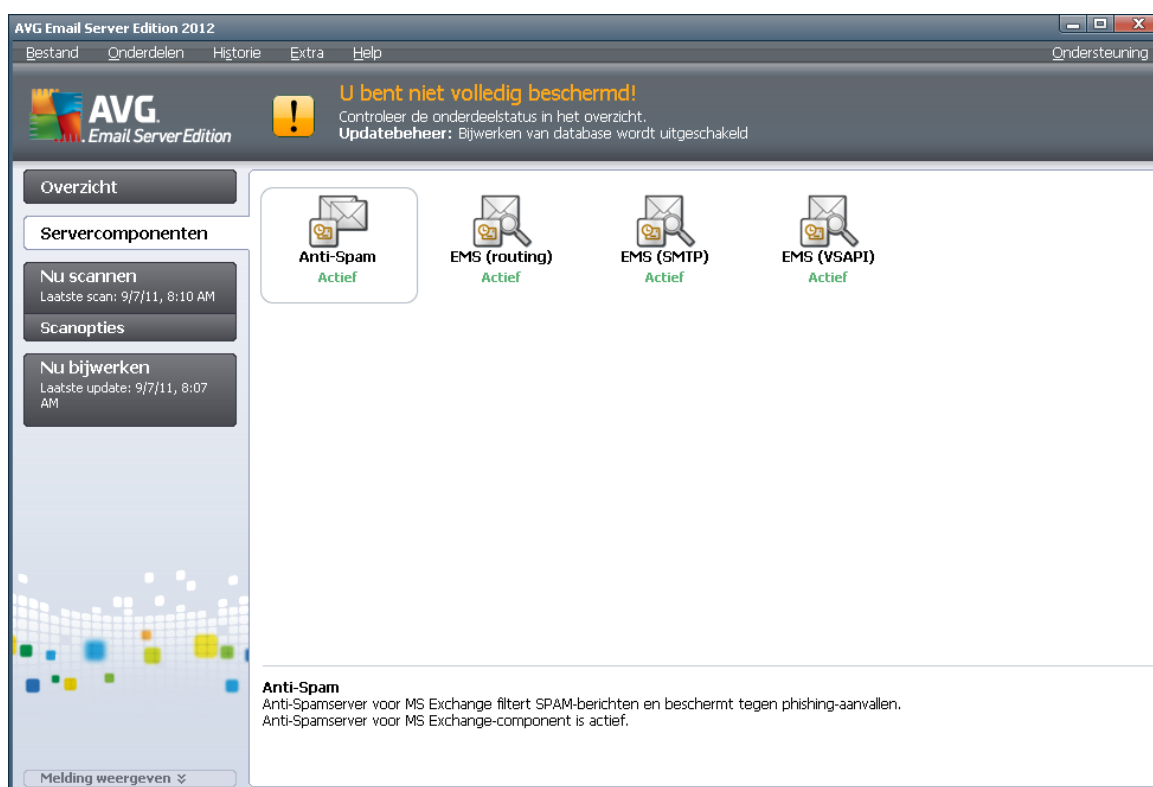 AVG Email Server Edition 2012
Bestand Onderdelen Historie Extra Help Ondersteuning
AVG.
Email Server Edition
U bent niet volledig beschermd!
Controleer de onderdeelstatus in het overzicht.
Updatebeheer: Bijwerken van database wordt uitgeschakeld
Overzicht
Servercomponenten
Nu scannen
Laatste scan: 9/7/11, 8:10 AM
Scanopties
Nu bijwerken
Laatste update: 9/7/11, 8:07
AM
Melding weergeven
Anti-Spam
Actief
EMS (routing)
Actief
EMS (SMTP)
Actief
EMS (VSAPI)
Actief
Anti-Spam
Anti-Spamserver voor MS Exchange filtert SPAM-berichten en beschermt tegen phishing-aanvallen.
Anti-Spamserver voor MS Exchange-component is actief.